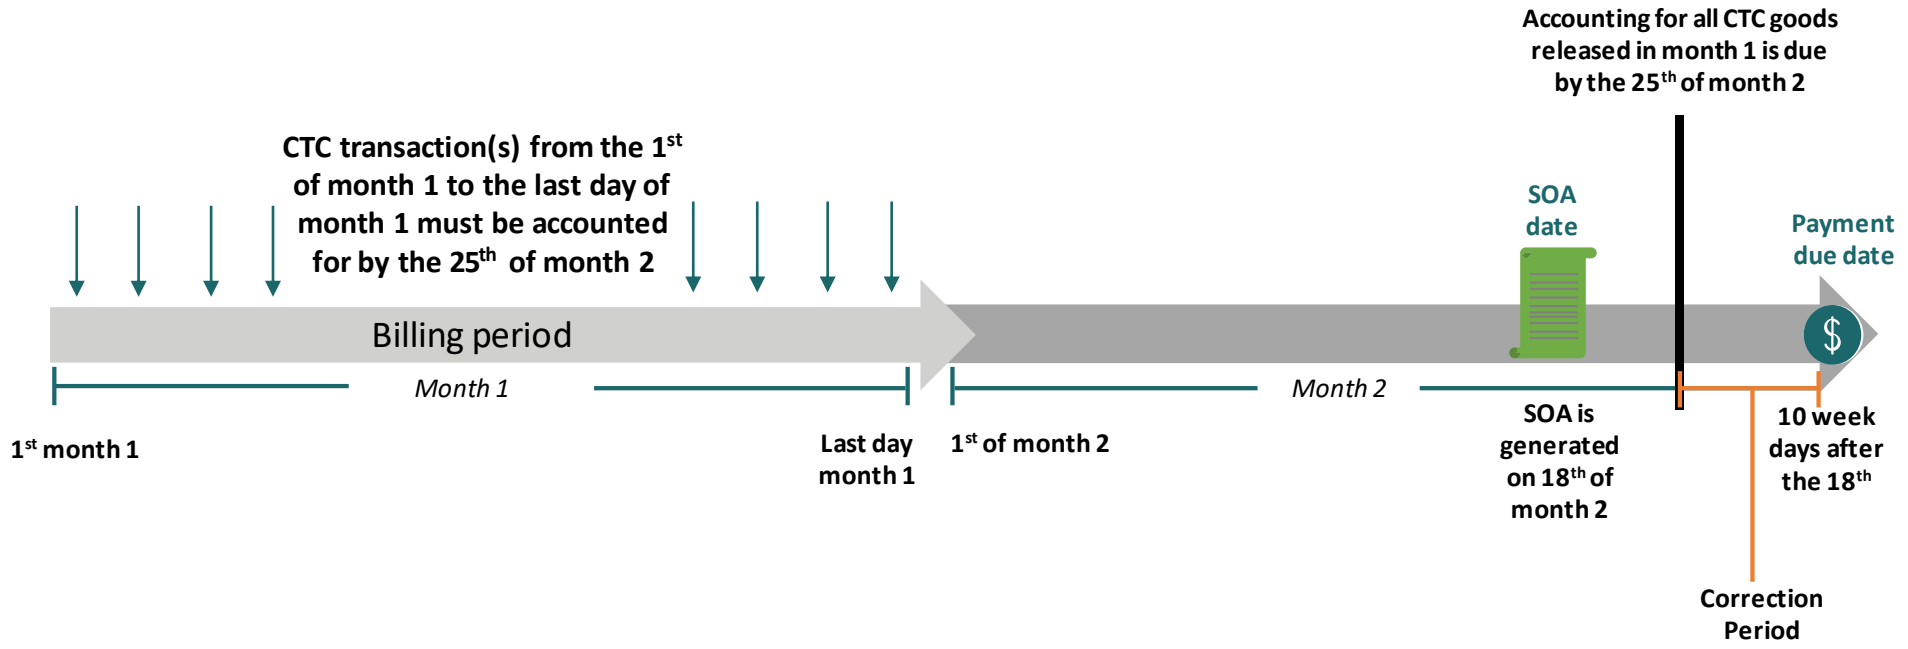 Accounting for all CTC goods
released in month 1 is due
by the 25th of month 2
CTC transaction(s) from the 1st
of month 1 to the last day of
month 1 must be accounted
for by the 25th of month 2
SOA
date
Payment
due date
Billing period
$
Month 1
Month 2
1st month 1
Last day
month 1
1st of month 2
SOA is
generated
on 18th of
month 2
10 week
days after
the 18th
Correction
Period